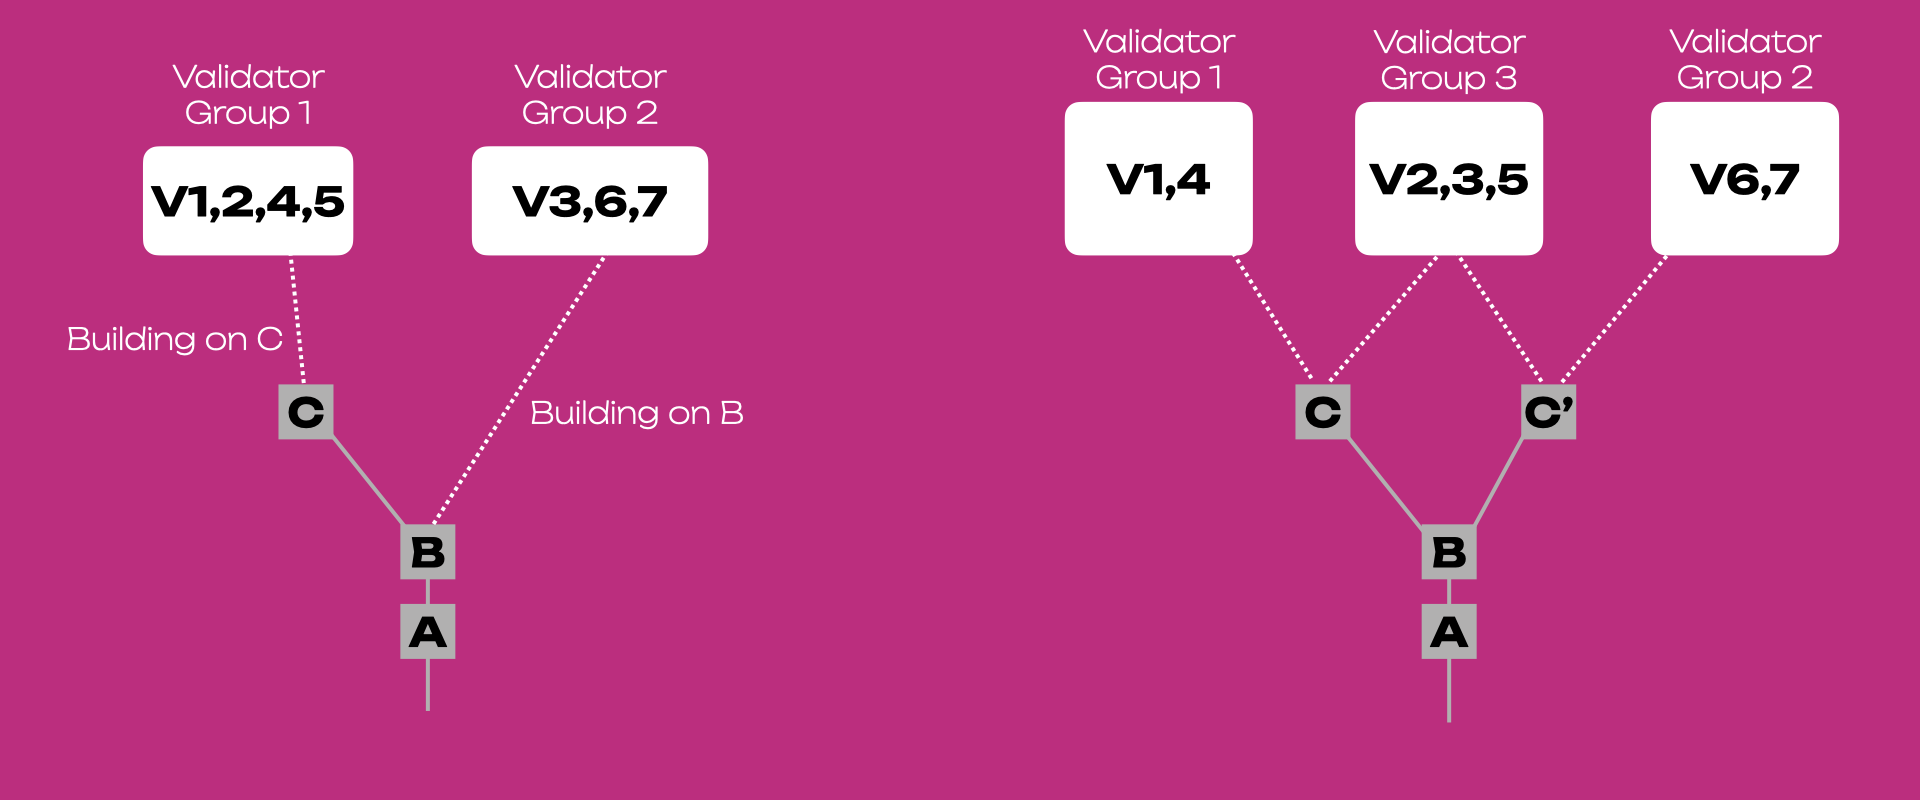 Validator
Group 1
Validator
Group 2
V1,2,4,5
V3,6,7
Building on C
Building on B
C
B
A
Validator
Group 1
Validator
Group 3
Validator
Group 2
V1,4
V2,3,5
V6,7
C
C’
B
A